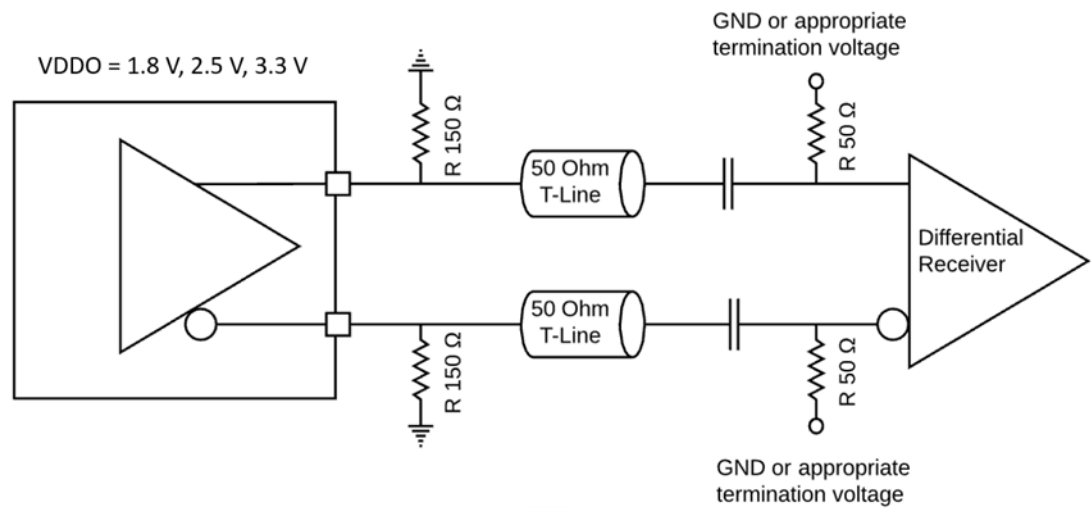 GND or appropriate
termination voltage
VDDO = 1.8 V, 2.5 V, 3.3 V
R 150 Ω
R 50 Ω
50 Ohm
T-Line
Differential
Receiver
50 Ohm
T-Line
R 150 Ω
R 50 Ω
GND or appropriate
termination voltage